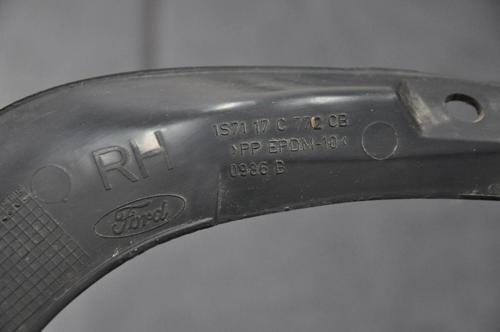 1S71 17 C 772 CB
>PP EPDM-10<
0986 B
RH
Ford